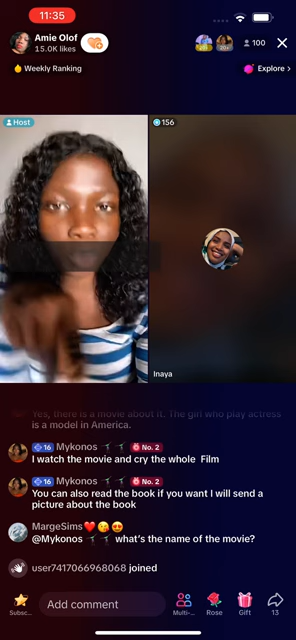 11:35
Amie Olof
15.0K likes
20+
20+
100
Weekly Ranking
Explore >
Host
156
Inaya
Yes, there is a movie about it. The girl who play actress
is a model in America.
16 Mykonos No. 2
I watch the movie and cry the whole Film
16 Mykonos No. 2
You can also read the book if you want I will send a
picture about the book
MargeSims❤️😘😍
@Mykonos what's the name of the movie?
user7417066968068 joined
Add comment
Subsc...
Multi-...
Rose
Gift
13